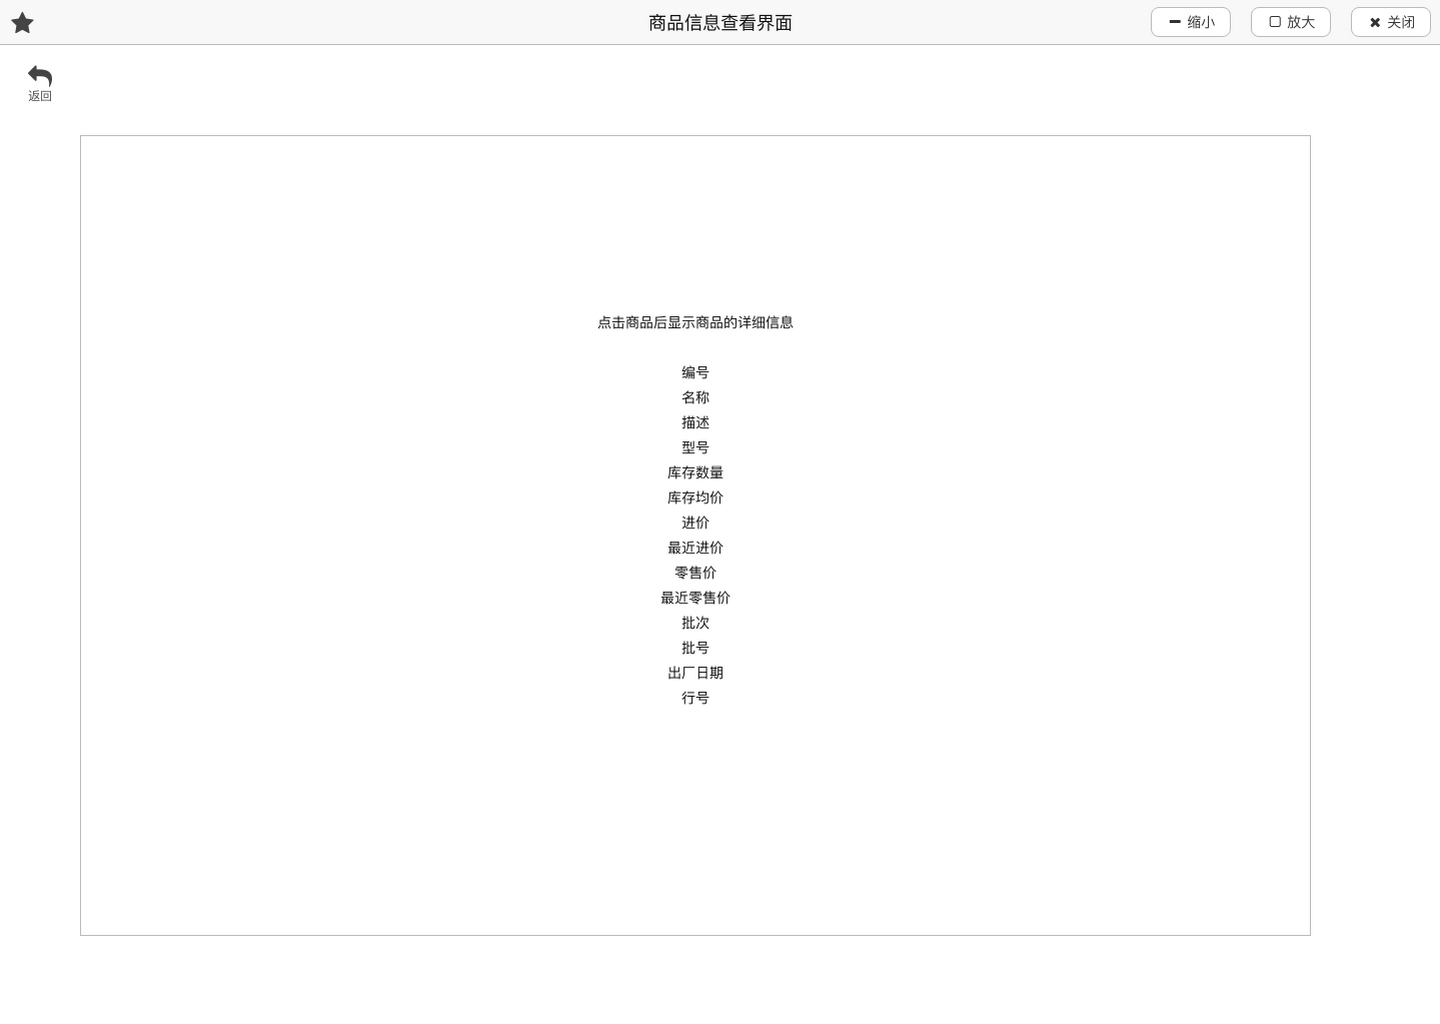 商品信息查看界面
缩小
放大
关闭
返回
点击商品后显示商品的详细信息
编号
名称
描述
型号
库存数量
库存均价
进价
最近进价
零售价
最近零售价
批次
批号
出厂日期
行号